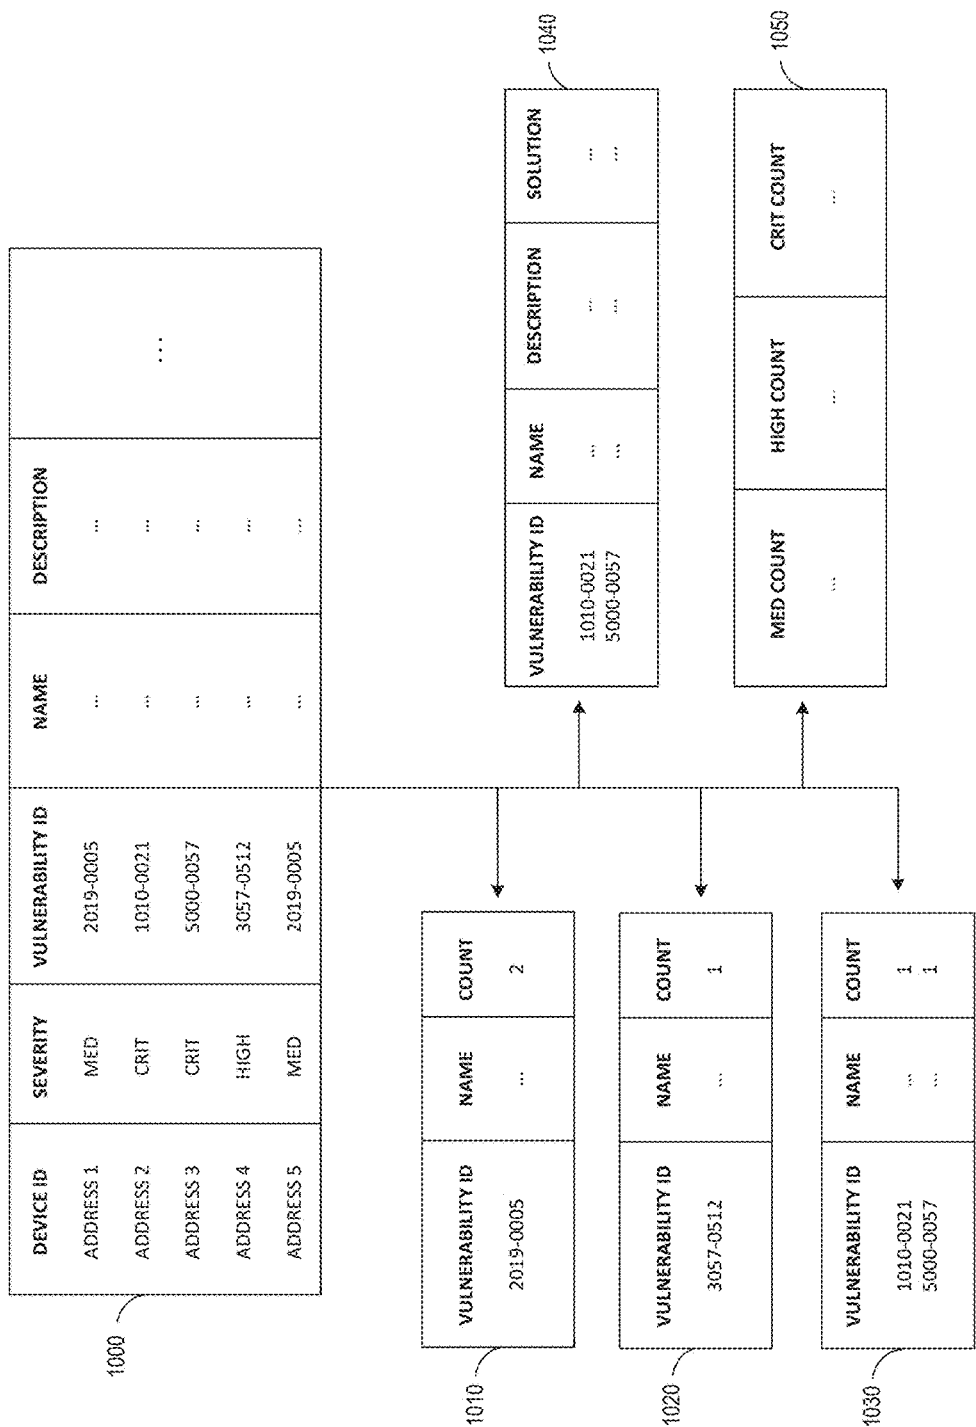 DEVICE ID SEVERITY VULNERABILITY ID NAME DESCRIPTION
ADDRESS 1 MED 2019-0005 ... ...
ADDRESS 2 CRIT 1010-0021 ... ... ...
ADDRESS 3 CRIT 5000-0057 ... ...
ADDRESS 4 HIGH 3057-0512 ... ...
ADDRESS 5 MED 2019-0005 ... ...
1000
VULNERABILITY ID NAME COUNT
2019-0005 ... 2
1010
VULNERABILITY ID NAME COUNT
3057-0512 ... 1
1020
VULNERABILITY ID NAME COUNT
1010-0021 ... 1
5000-0057 ... 1
1030
VULNERABILITY ID NAME DESCRIPTION SOLUTION
1010-0021 ... ... ...
5000-0057 ... ... ...
1040
MED COUNT HIGH COUNT CRIT COUNT
... ... ...
1050